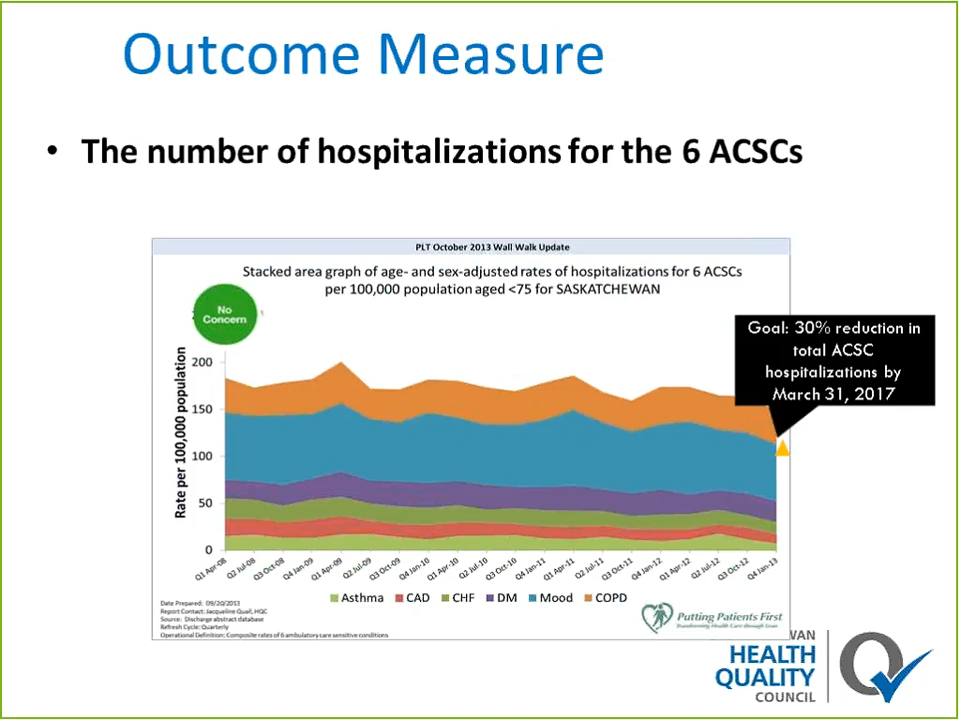 Outcome Measure
• The number of hospitalizations for the 6 ACSCs
PLT October 2013 Wall Walk Update
Stacked area graph of age- and sex-adjusted rates of hospitalizations for 6 ACSCs
per 100,000 population aged <75 for SASKATCHEWAN
No
Concern
Goal: 30% reduction in
total ACSC
hospitalizations by
March 31, 2017
Rate per 100,000 population
200
150
100
50
0
Q1 Apr-08
Q2 Jul-08
Q3 Oct-08
Q4 Jan-09
Q1 Apr-09
Q2 Jul-09
Q3 Oct-09
Q4 Jan-10
Q1 Apr-10
Q2 Jul-10
Q3 Oct-10
Q4 Jan-11
Q1 Apr-11
Q2 Jul-11
Q3 Oct-11
Q4 Jan-12
Q1 Apr-12
Q2 Jul-12
Q3 Oct-12
Q4 Jan-13
Asthma CAD CHF DM Mood COPD
Date Prepared: 09/20/2013
Report Contact: Jacqueline Quail, HQC
Source: Discharge abstract database
Refresh Cycle: Quarterly
Operational Definition: Composite rates of 6 ambulatory care sensitive conditions
Putting Patients First
Transforming Health Care through Lean
WAN
HEALTH
QUALITY
COUNCIL